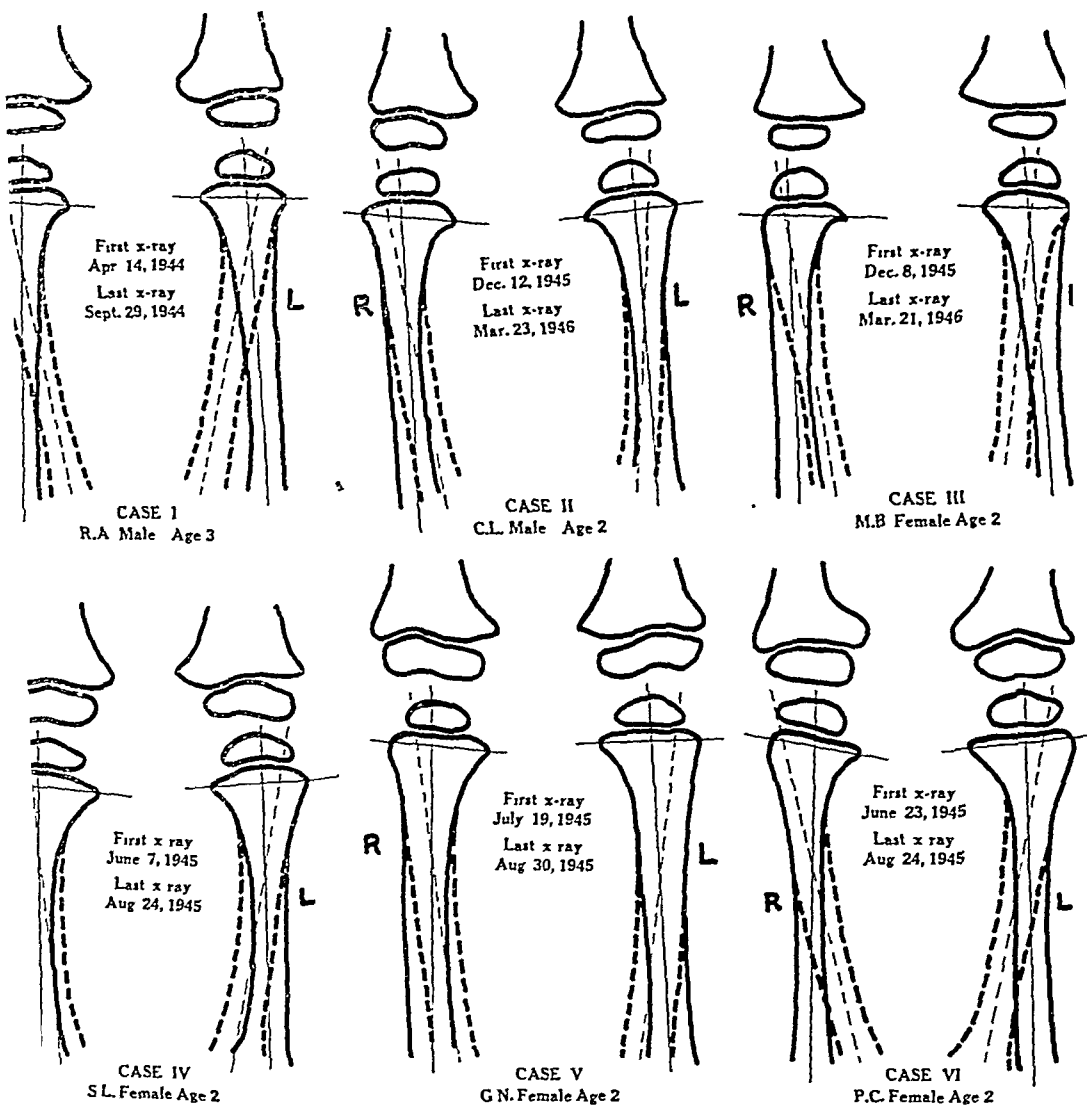 First x-ray
Apr 14, 1944
Last x-ray
Sept. 29, 1944
L
CASE I
R.A Male Age 3
R
First x-ray
Dec. 12, 1945
Last x-ray
Mar. 23, 1946
L
CASE II
C.L. Male Age 2
R
First x-ray
Dec. 8, 1945
Last x-ray
Mar. 21, 1946
CASE III
M.B Female Age 2
First x ray
June 7, 1945
Last x ray
Aug 24, 1945
L
CASE IV
S L. Female Age 2
R
First x-ray
July 19, 1945
Last x-ray
Aug 30, 1945
L
CASE V
G N. Female Age 2
R
First x-ray
June 23, 1945
Last x-ray
Aug 24, 1945
L
CASE VI
P.C. Female Age 2